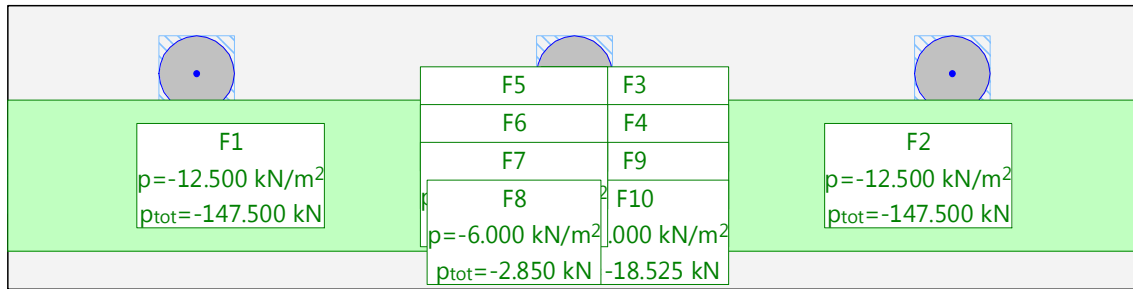 F5 F3
F6 F4
F1
p=-12.500 kN/m²
ptot=-147.500 kN
F7 F9
F8 F10
p=-6.000 kN/m² .000 kN/m²
ptot=-2.850 kN -18.525 kN
F2
p=-12.500 kN/m²
ptot=-147.500 kN